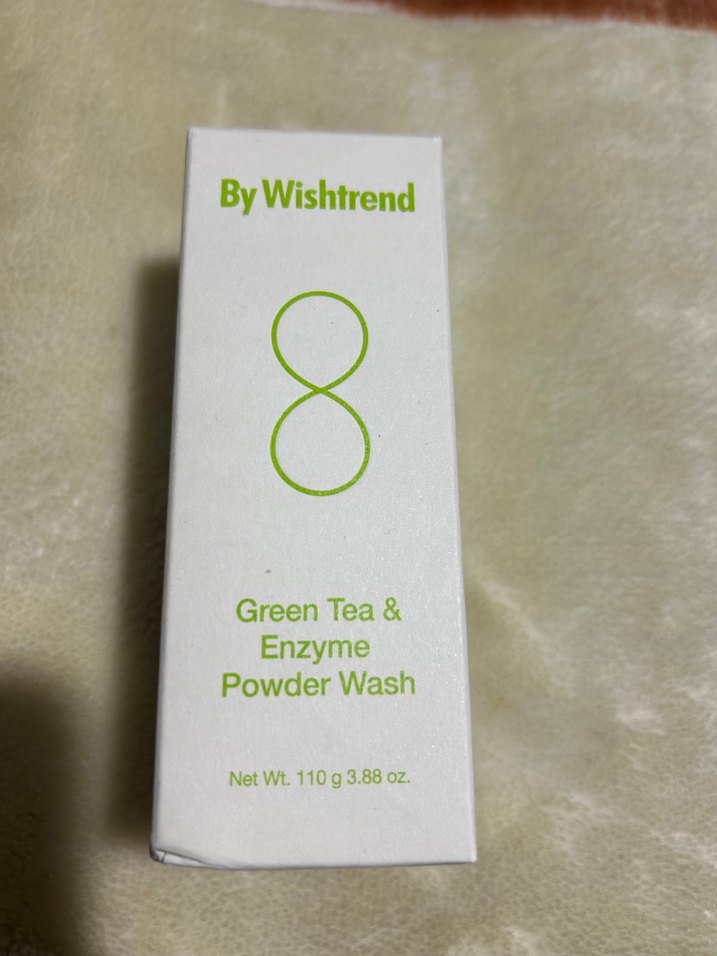 By Wishtrend
8
Green Tea &
Enzyme
Powder Wash
Net Wt. 110 g 3.88 oz.